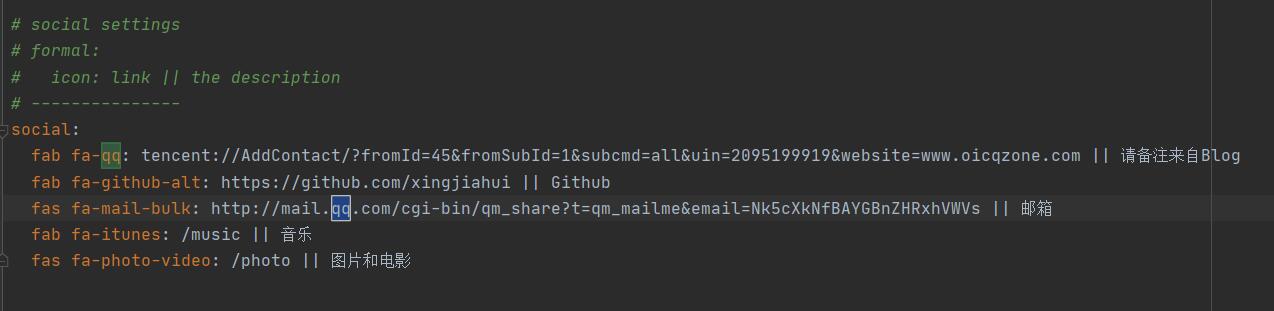 # social settings
# formal:
#   icon: link || the description
# ---------------
social:
  fab fa-qq: tencent://AddContact/?fromId=45&fromSubId=1&subcmd=all&uin=2095199919&website=www.oicqzone.com || 请备注来自Blog
  fab fa-github-alt: https://github.com/xingjiahui || Github
  fas fa-mail-bulk: http://mail.qq.com/cgi-bin/qm_share?t=qm_mailme&email=Nk5cXkNfBAYGBnZHRxhVWVs || 邮箱
  fab fa-itunes: /music || 音乐
  fas fa-photo-video: /photo || 图片和电影